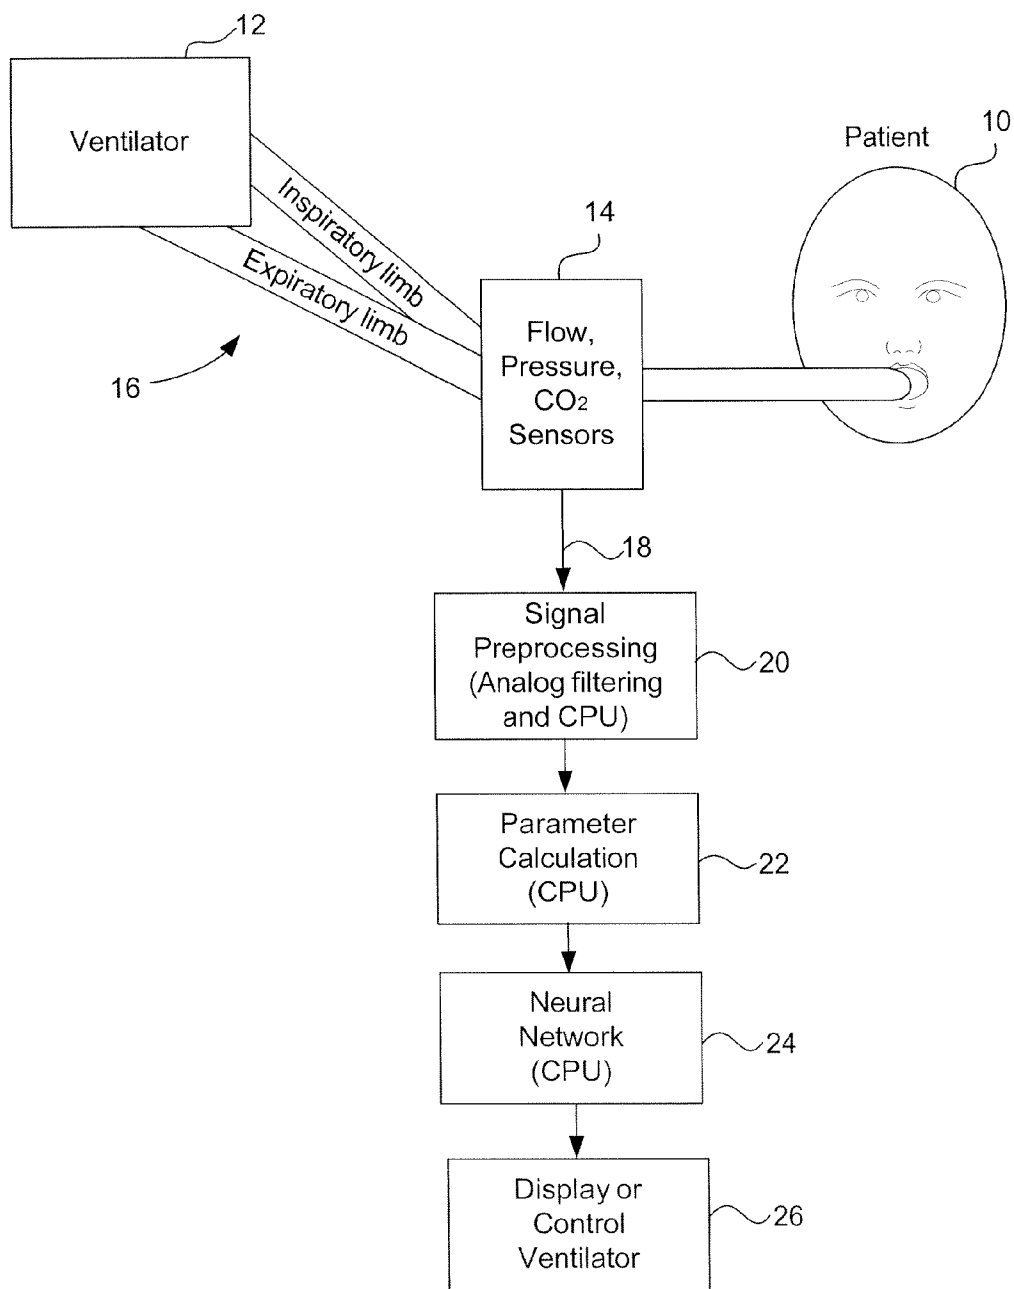 12
Ventilator
Patient
10
Inspiratory limb
Expiratory limb
14
16
Flow,
Pressure,
CO2
Sensors
18
Signal
Preprocessing
(Analog filtering
and CPU)
20
Parameter
Calculation
(CPU)
22
Neural
Network
(CPU)
24
Display or
Control
Ventilator
26